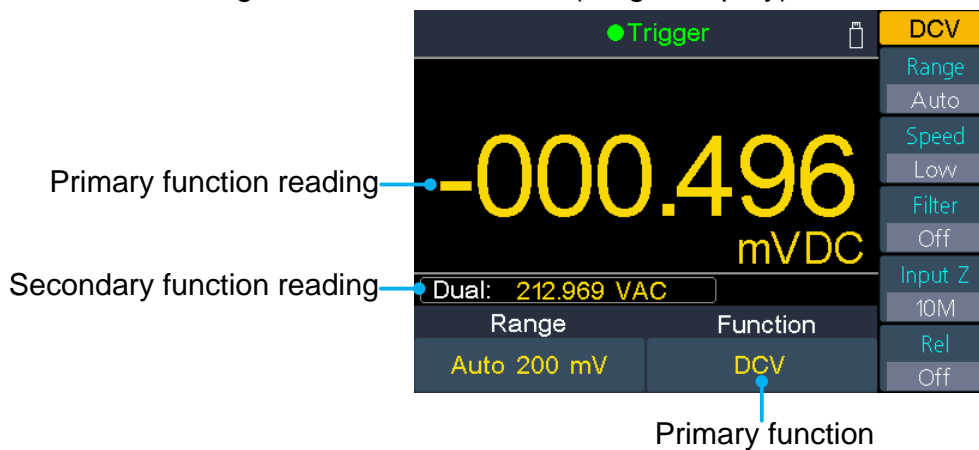 Trigger
DCV
Range
Auto
Speed
Low
Filter
Off
Input Z
10M
Rel
Off
Primary function reading
-000.496
mVDC
Secondary function reading
Dual: 212.969 VAC
Range Function
Auto 200 mV DCV
Primary function